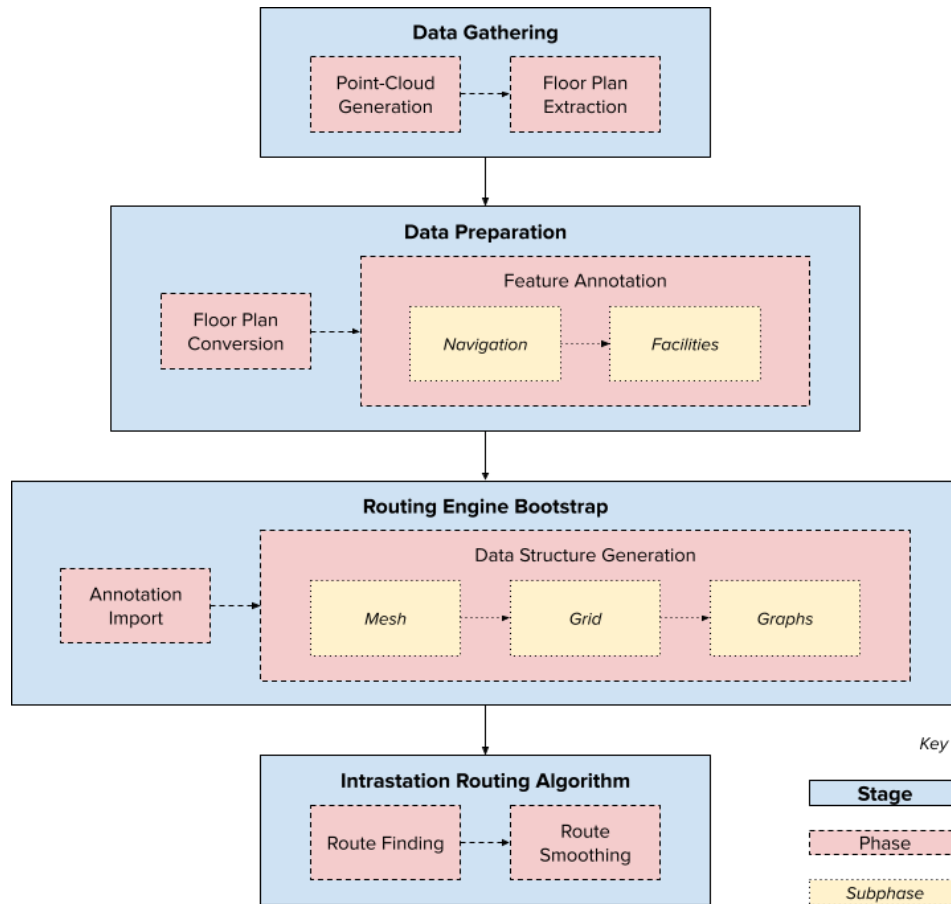 Data Gathering
Point-Cloud
Generation
Floor Plan
Extraction
Data Preparation
Feature Annotation
Floor Plan
Conversion
Navigation
Facilities
Routing Engine Bootstrap
Data Structure Generation
Annotation
Import
Mesh
Grid
Graphs
Key
Intrastation Routing Algorithm
Route Finding
Route
Smoothing
Stage
Phase
Subphase